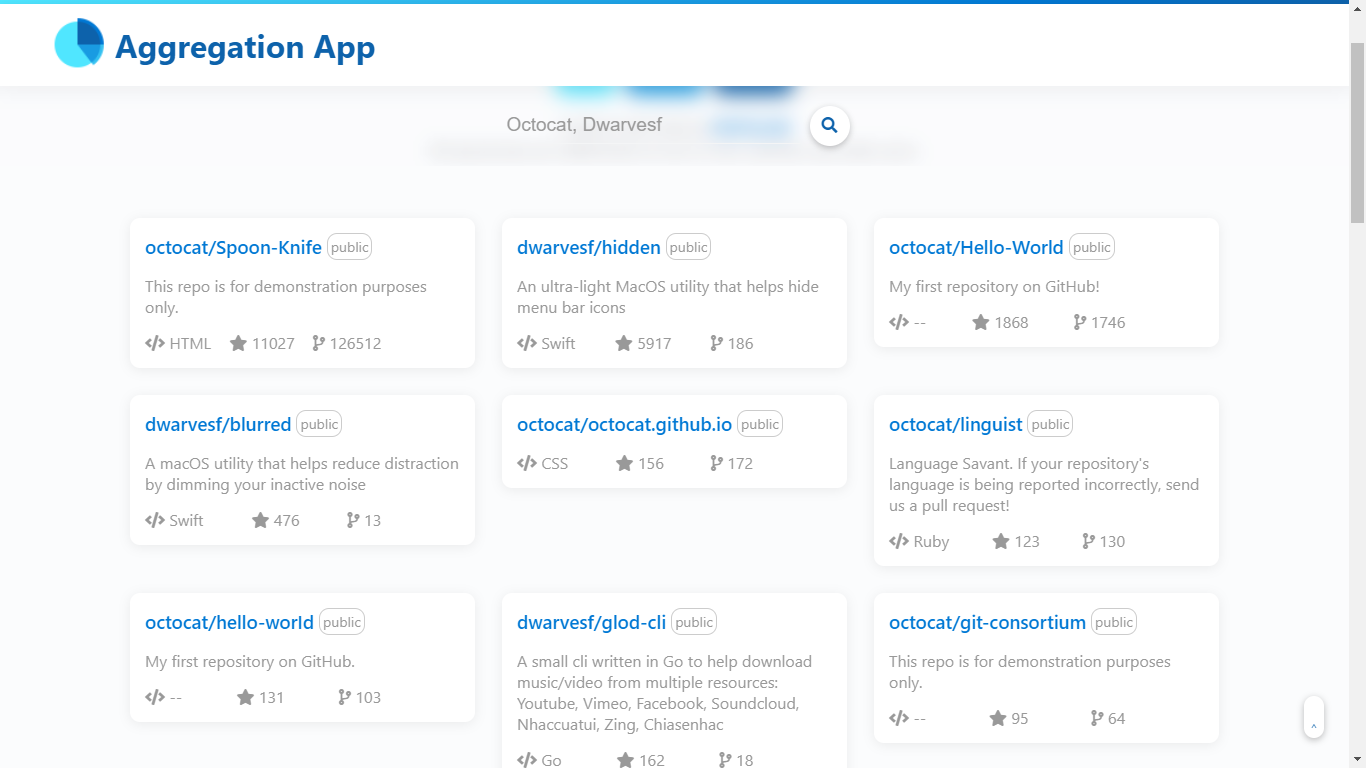 Aggregation App
Octocat, Dwarvesf
octocat/Spoon-Knife public
This repo is for demonstration purposes
only.
HTML 11027 126512
dwarvesf/hidden public
An ultra-light MacOS utility that helps hide
menu bar icons
Swift 5917 186
octocat/Hello-World public
My first repository on GitHub!
-- 1868 1746
dwarvesf/blurred public
A macOS utility that helps reduce distraction
by dimming your inactive noise
Swift 476 13
octocat/octocat.github.io public
CSS 156 172
octocat/linguist public
Language Savant. If your repository's
language is being reported incorrectly, send
us a pull request!
Ruby 123 130
octocat/hello-world public
My first repository on GitHub.
-- 131 103
dwarvesf/glod-cli public
A small cli written in Go to help download
music/video from multiple resources:
Youtube, Vimeo, Facebook, Soundcloud,
Nhaccuatui, Zing, Chiasenhac
Go 162 18
octocat/git-consortium public
This repo is for demonstration purposes
only.
-- 95 64